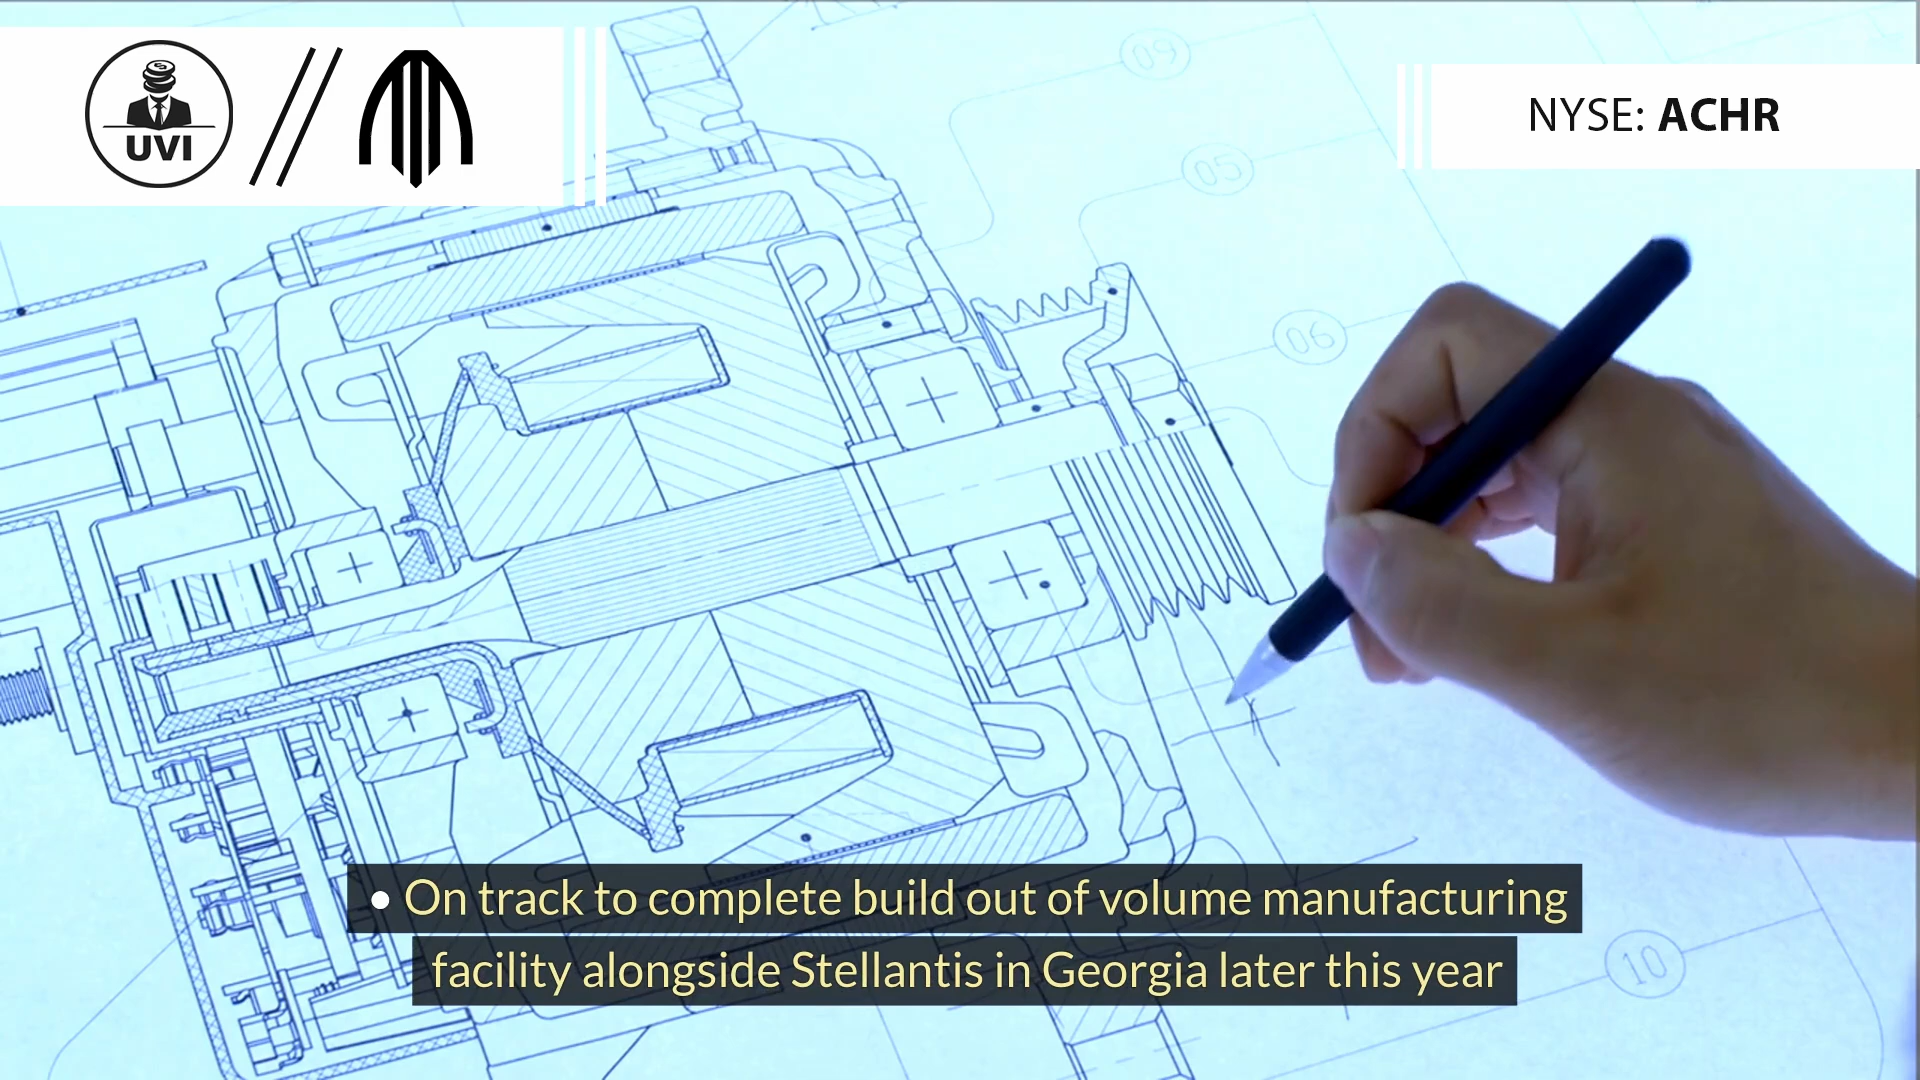 UVI
NYSE: ACHR
09
05
06
• On track to complete build out of volume manufacturing
facility alongside Stellantis in Georgia later this year
10